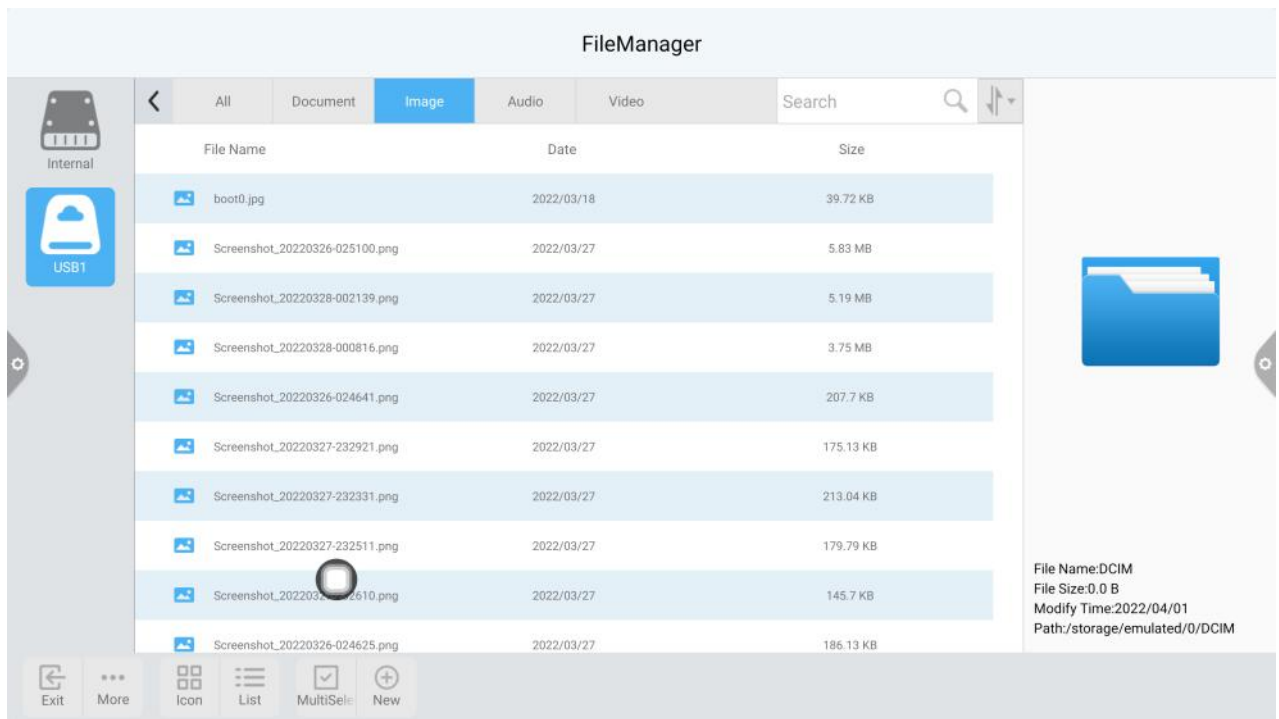 FileManager
Internal
USB1
All Document Image Audio Video Search
File Name Date Size
boot0.jpg 2022/03/18 39.72 KB
Screenshot_20220326-025100.png 2022/03/27 5.83 MB
Screenshot_20220328-002139.png 2022/03/27 5.19 MB
Screenshot_20220328-000816.png 2022/03/27 3.75 MB
Screenshot_20220326-024641.png 2022/03/27 207.7 KB
Screenshot_20220327-232921.png 2022/03/27 175.13 KB
Screenshot_20220327-232331.png 2022/03/27 213.04 KB
Screenshot_20220327-232511.png 2022/03/27 179.79 KB
2022/03/27 145.7 KB
Screenshot_20220326-024625.png 2022/03/27 186.13 KB
File Name:DCIM
File Size:0.0 B
Modify Time:2022/04/01
Path:/storage/emulated/0/DCIM
Exit More Icon List MultiSele New